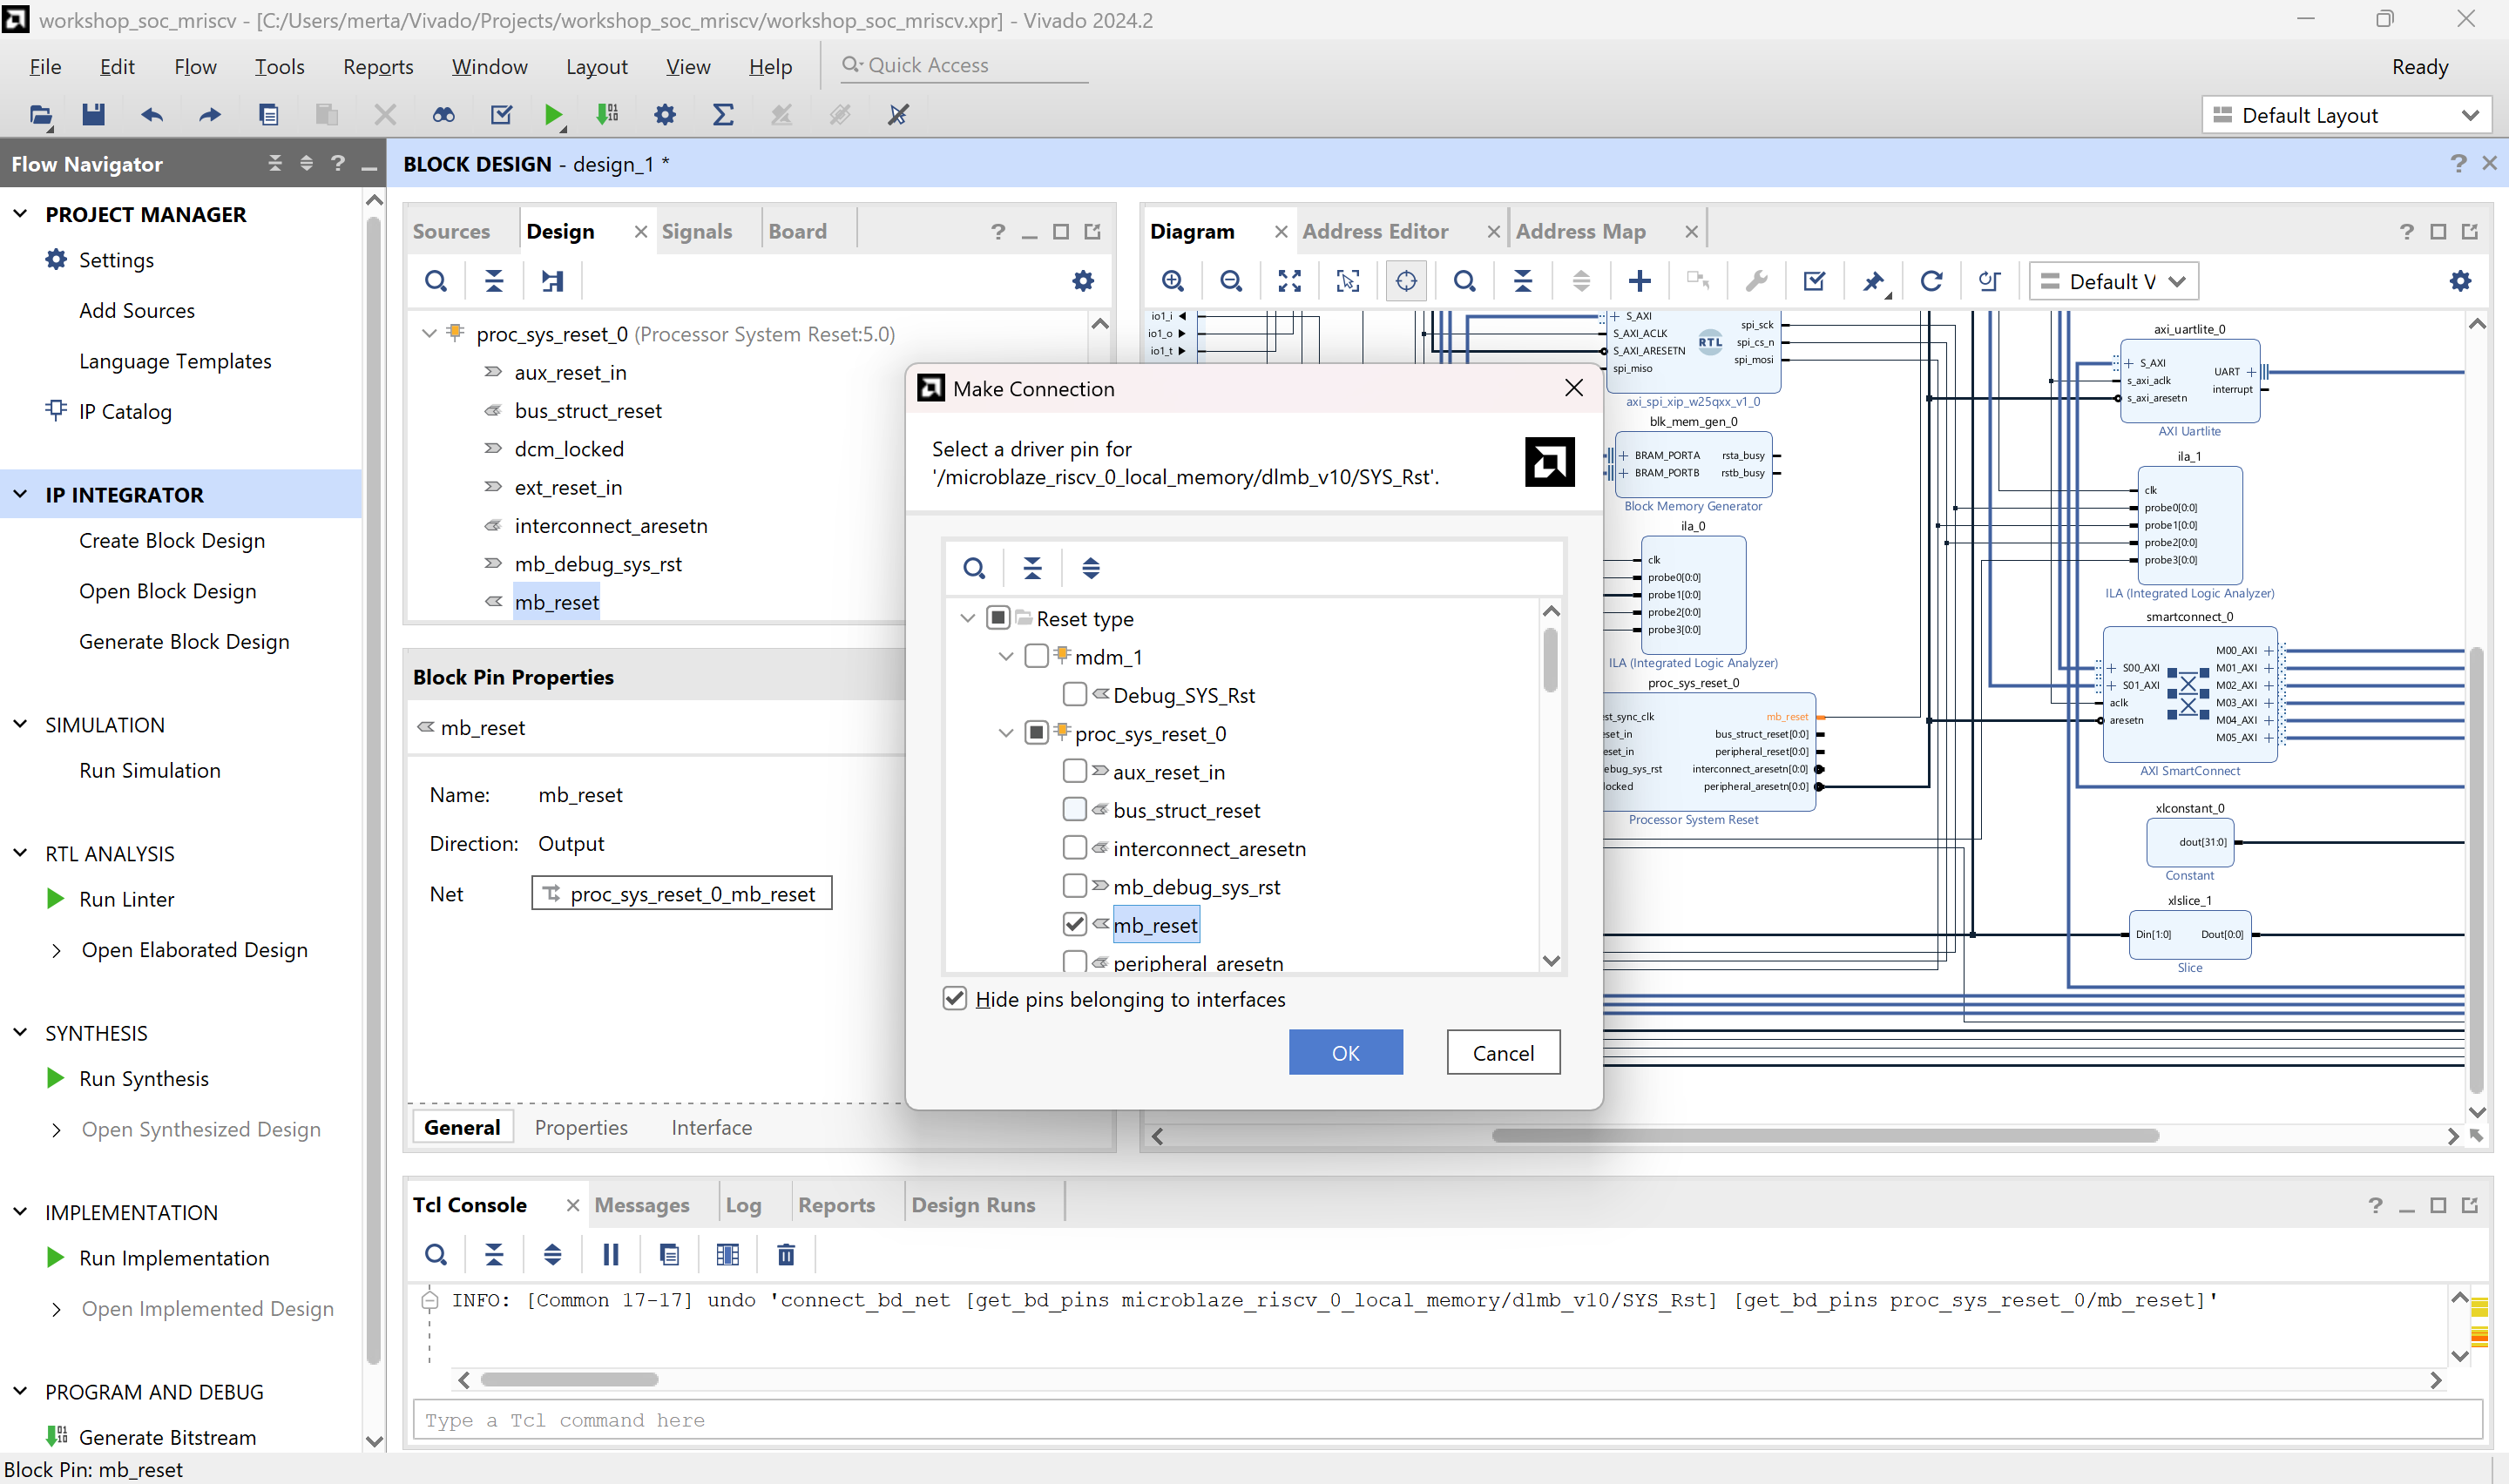 workshop_soc_mriscv - [C:/Users/merta/Vivado/Projects/workshop_soc_mriscv/workshop_soc_mriscv.xpr] - Vivado 2024.2
File Edit Flow Tools Reports Window Layout View Help Quick Access Ready
Default Layout
Flow Navigator
PROJECT MANAGER
Settings
Add Sources
Language Templates
IP Catalog
IP INTEGRATOR
Create Block Design
Open Block Design
Generate Block Design
SIMULATION
Run Simulation
RTL ANALYSIS
Run Linter
Open Elaborated Design
SYNTHESIS
Run Synthesis
Open Synthesized Design
IMPLEMENTATION
Run Implementation
Open Implemented Design
PROGRAM AND DEBUG
Generate Bitstream
BLOCK DESIGN - design_1 *
Sources Design Signals Board
proc_sys_reset_0 (Processor System Reset:5.0)
aux_reset_in
bus_struct_reset
dcm_locked
ext_reset_in
interconnect_aresetn
mb_debug_sys_rst
mb_reset
Block Pin Properties
mb_reset
Name: mb_reset
Direction: Output
Net proc_sys_reset_0_mb_reset
General Properties Interface
Make Connection
Select a driver pin for
'/microblaze_riscv_0_local_memory/dlmb_v10/SYS_Rst'.
Reset type
mdm_1
Debug_SYS_Rst
proc_sys_reset_0
aux_reset_in
bus_struct_reset
interconnect_aresetn
mb_debug_sys_rst
mb_reset
peripheral_aresetn
Hide pins belonging to interfaces
OK Cancel
Diagram Address Editor Address Map
Default V
io1_i
io1_o
io1_t
S_AXI
S_AXI_ACLK
S_AXI_ARESETN
spi_miso
RTL
spi_sck
spi_cs_n
spi_mosi
axi_spi_xip_w25qxx_v1_0
blk_mem_gen_0
BRAM_PORTA rsta_busy
BRAM_PORTB rstb_busy
Block Memory Generator
ila_0
clk
probe0[0:0]
probe1[0:0]
probe2[0:0]
probe3[0:0]
ILA (Integrated Logic Analyzer)
proc_sys_reset_0
st_sync_clk mb_reset
eset_in bus_struct_reset[0:0]
eset_in peripheral_reset[0:0]
ebug_sys_rst interconnect_aresetn[0:0]
locked peripheral_aresetn[0:0]
Processor System Reset
axi_uartlite_0
S_AXI
s_axi_aclk
s_axi_aresetn
UART
interrupt
AXI Uartlite
ila_1
clk
probe0[0:0]
probe1[0:0]
probe2[0:0]
probe3[0:0]
ILA (Integrated Logic Analyzer)
smartconnect_0
S00_AXI
S01_AXI
aclk
aresetn
M00_AXI
M01_AXI
M02_AXI
M03_AXI
M04_AXI
M05_AXI
AXI SmartConnect
xlconstant_0
dout[31:0]
Constant
xlslice_1
Din[1:0] Dout[0:0]
Slice
Tcl Console Messages Log Reports Design Runs
INFO: [Common 17-17] undo 'connect_bd_net [get_bd_pins microblaze_riscv_0_local_memory/dlmb_v10/SYS_Rst] [get_bd_pins proc_sys_reset_0/mb_reset]'
Type a Tcl command here
Block Pin: mb_reset